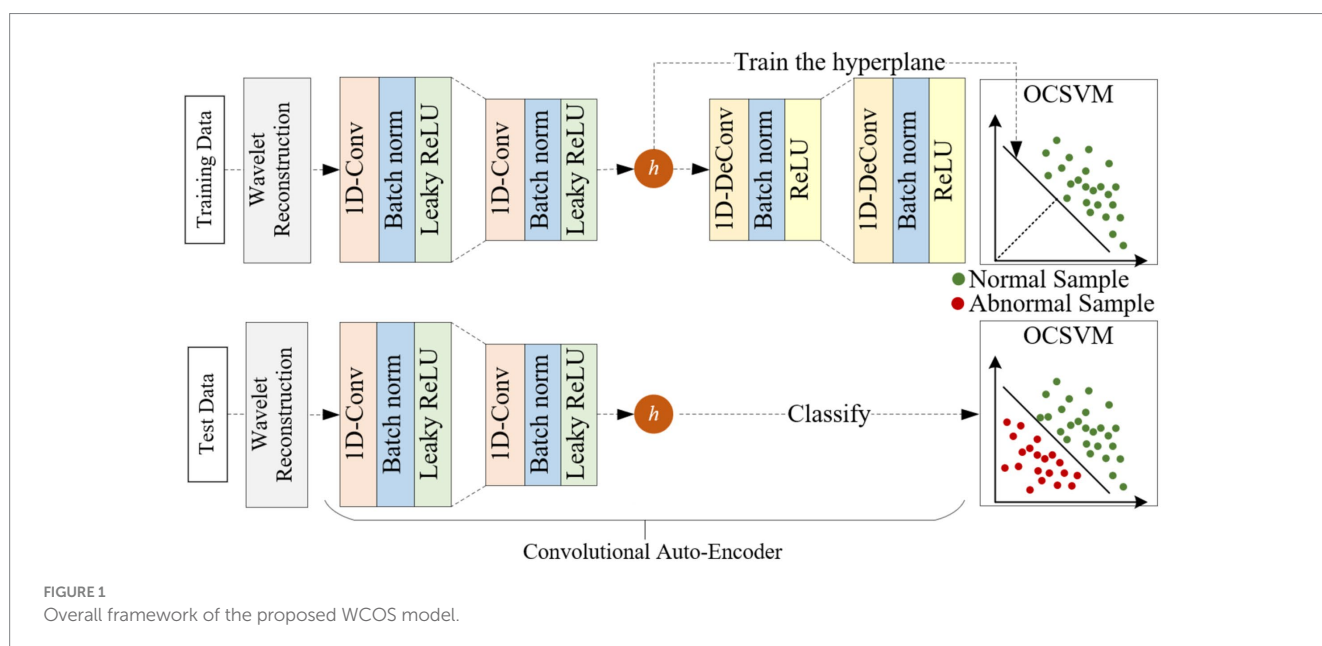 Train the hyperplane
Training Data
Wavelet
Reconstruction
1D-Conv
Batch norm
Leaky ReLU
1D-Conv
Batch norm
Leaky ReLU
h
1D-DeConv
Batch norm
ReLU
1D-DeConv
Batch norm
ReLU
OCSVM
Normal Sample
Abnormal Sample
Test Data
Wavelet
Reconstruction
1D-Conv
Batch norm
Leaky ReLU
1D-Conv
Batch norm
Leaky ReLU
h
Classify
OCSVM
Convolutional Auto-Encoder
FIGURE 1
Overall framework of the proposed WCOS model.